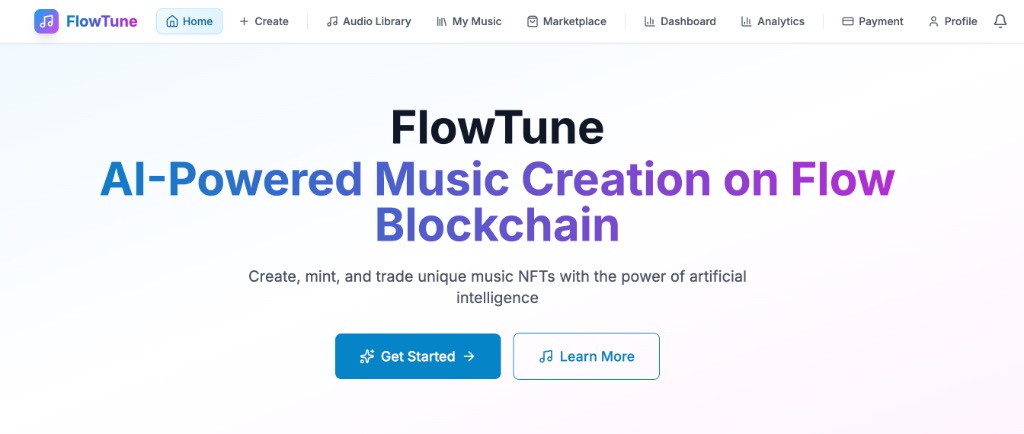 FlowTune Home Create Audio Library My Music Marketplace Dashboard Analytics Payment Profile
FlowTune
AI-Powered Music Creation on Flow
Blockchain
Create, mint, and trade unique music NFTs with the power of artificial
intelligence
Get Started Learn More